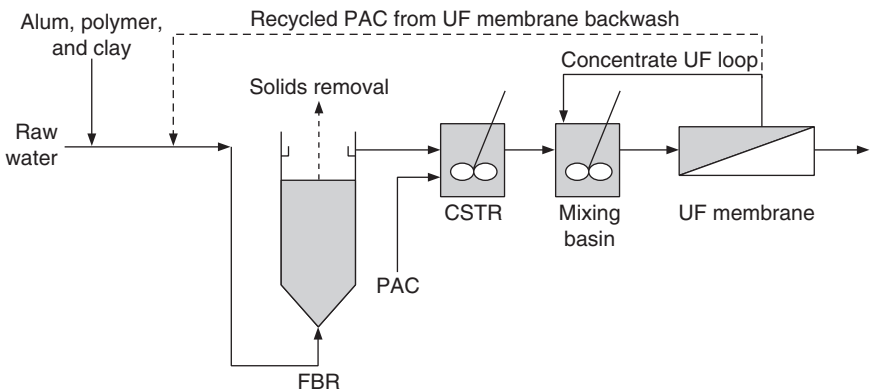 Alum, polymer,
and clay
Recycled PAC from UF membrane backwash
Concentrate UF loop
Solids removal
Raw
water
CSTR
Mixing
basin
UF membrane
PAC
FBR